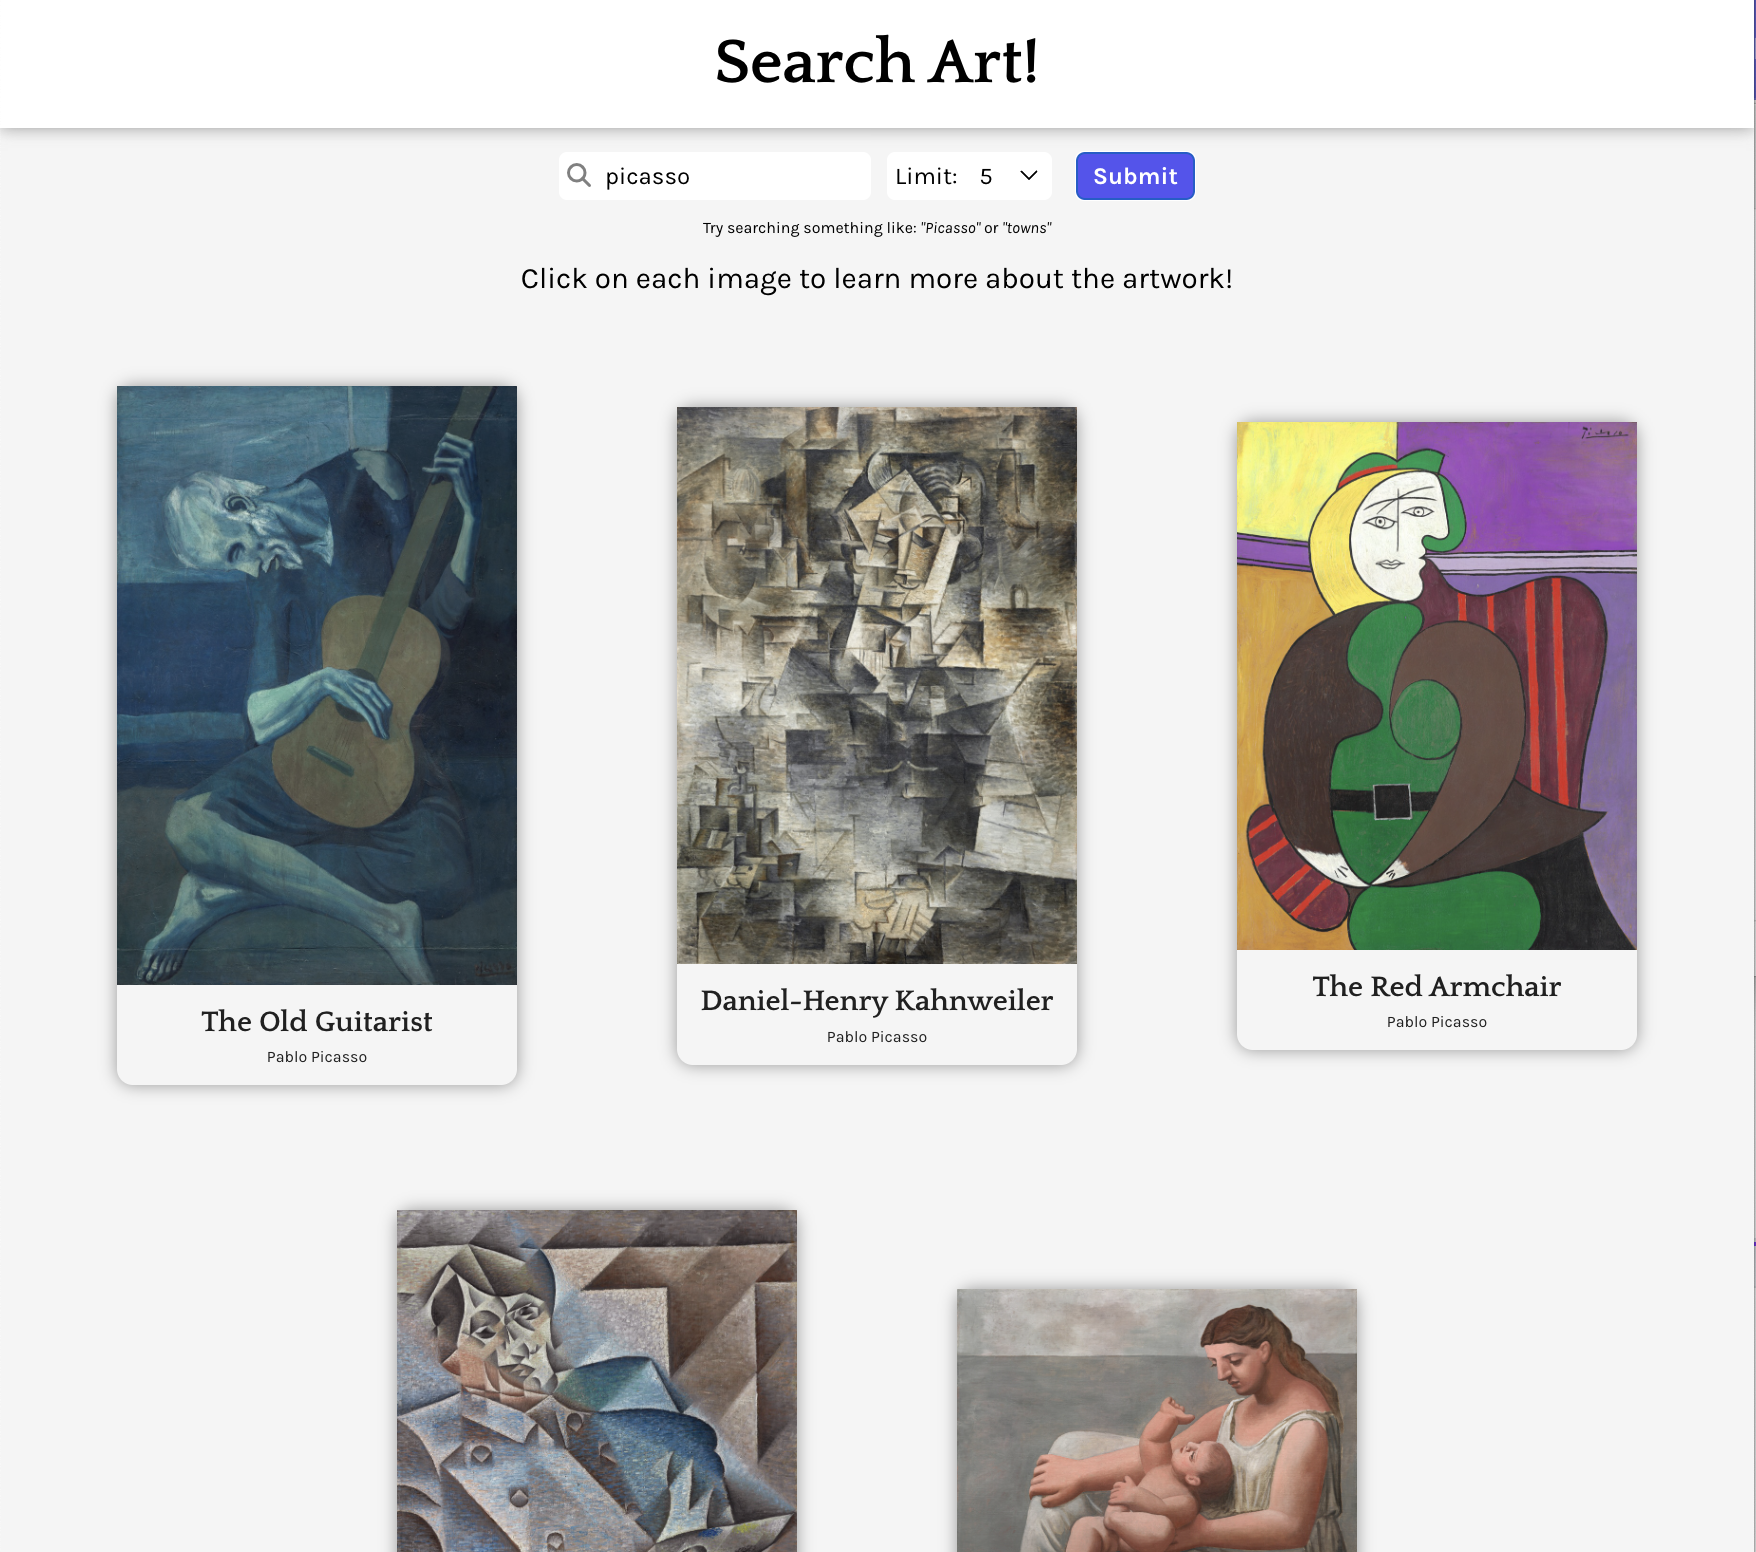 Search Art!
picasso
Limit: 5
Submit
Try searching something like: "Picasso" or "towns"
Click on each image to learn more about the artwork!
Picasso
The Old Guitarist
Pablo Picasso
Daniel-Henry Kahnweiler
Pablo Picasso
The Red Armchair
Pablo Picasso